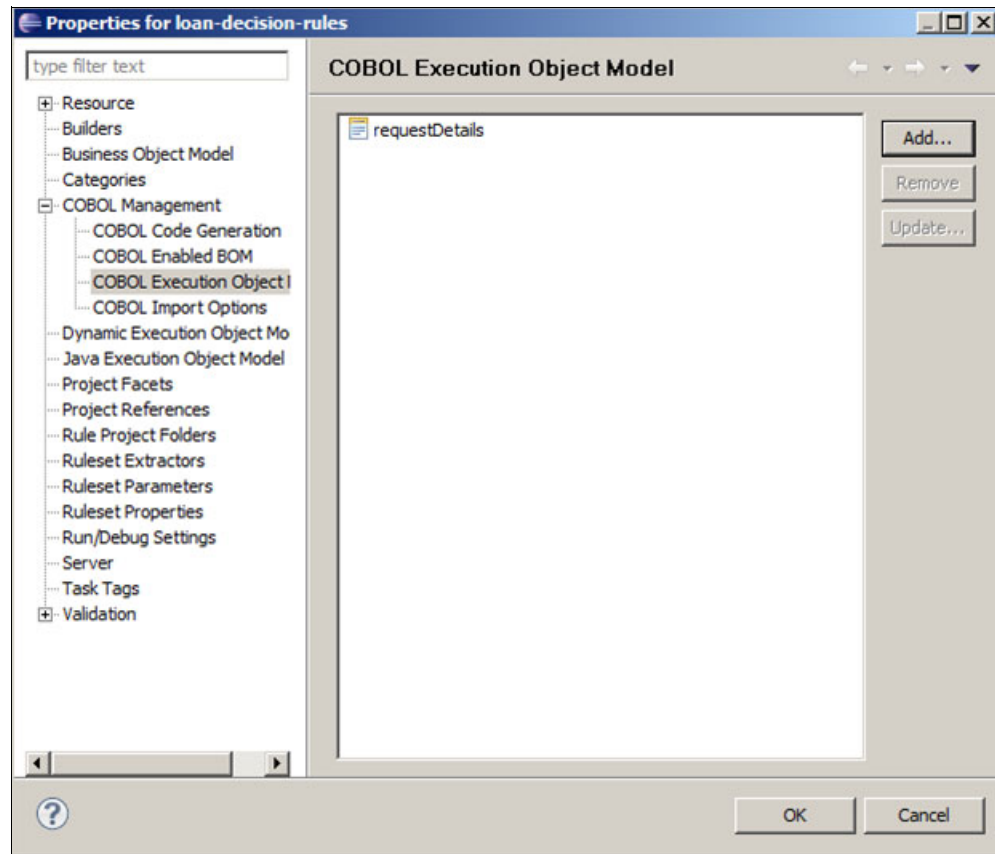 Properties for loan-decision-rules
type filter text
COBOL Execution Object Model
Resource
Builders
Business Object Model
Categories
COBOL Management
COBOL Code Generation
COBOL Enabled BOM
COBOL Execution Object
COBOL Import Options
Dynamic Execution Object Mo
Java Execution Object Model
Project Facets
Project References
Rule Project Folders
Ruleset Extractors
Ruleset Parameters
Ruleset Properties
Run/Debug Settings
Server
Task Tags
Validation
requestDetails
Add...
Remove
Update...
?
OK
Cancel